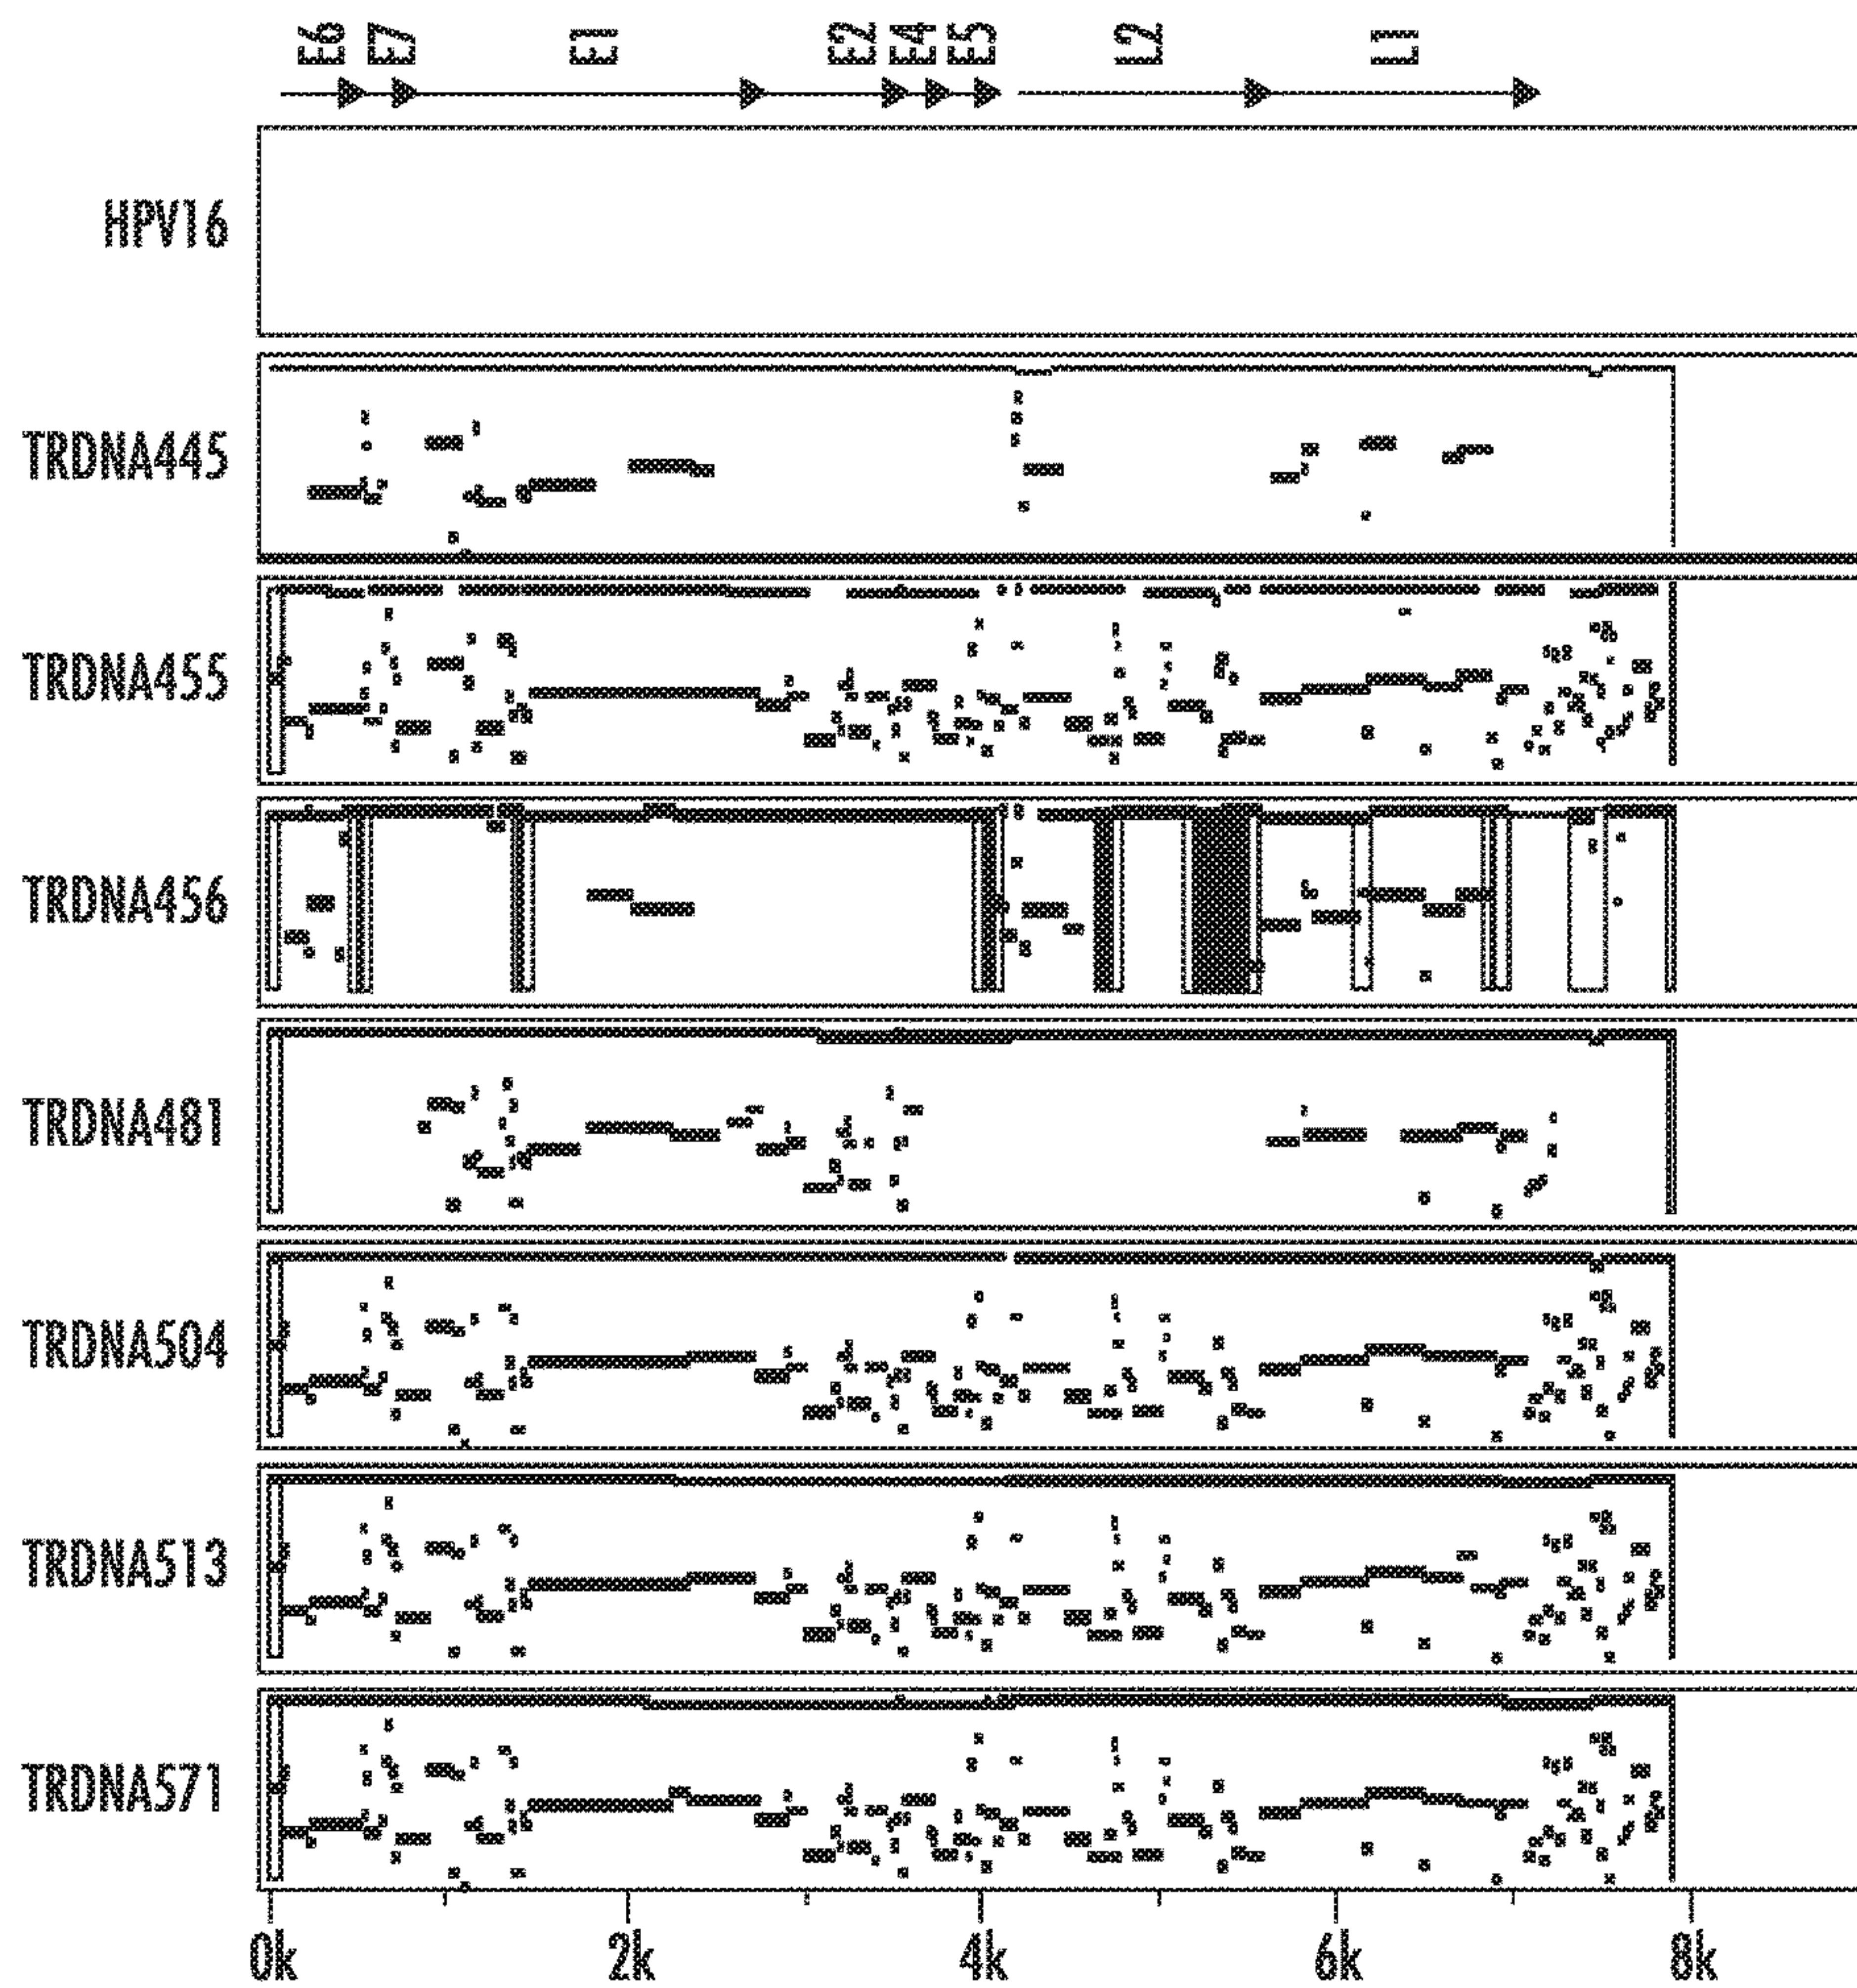 E6 E7 E1 E2 E4 E5 L2 L1
HPV16
TRDNA445
TRDNA455
TRDNA456
TRDNA481
TRDNA504
TRDNA513
TRDNA571
0k 2k 4k 6k 8k